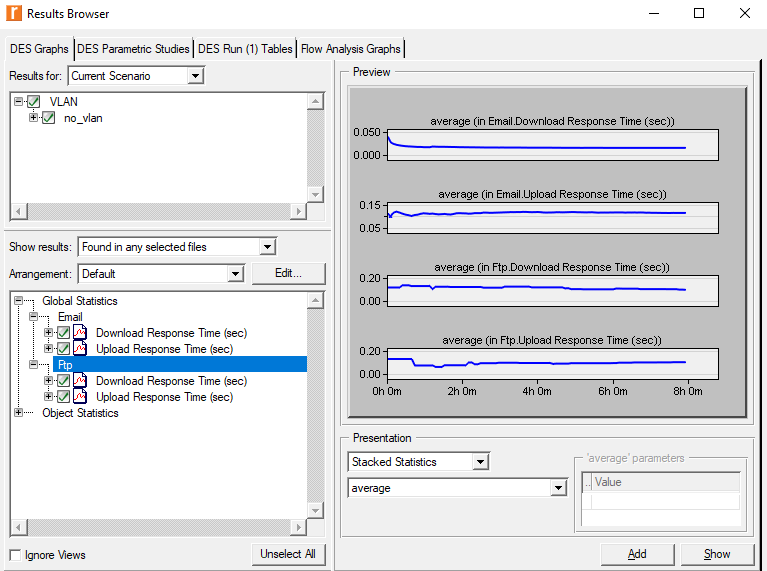 Results Browser
DES Graphs DES Parametric Studies DES Run (1) Tables Flow Analysis Graphs
Results for: Current Scenario
VLAN
no_vlan
Show results: Found in any selected files
Arrangement: Default Edit...
Global Statistics
Email
Download Response Time (sec)
Upload Response Time (sec)
Ftp
Download Response Time (sec)
Upload Response Time (sec)
Object Statistics
Ignore Views Unselect All
Preview
average (in Email.Download Response Time (sec))
0.050
0.000
average (in Email.Upload Response Time (sec))
0.15
0.05
average (in Ftp.Download Response Time (sec))
0.20
0.00
average (in Ftp.Upload Response Time (sec))
0.20
0.00
0h 0m 2h 0m 4h 0m 6h 0m 8h 0m
Presentation
Stacked Statistics
average
'average' parameters
.. Value
Add Show